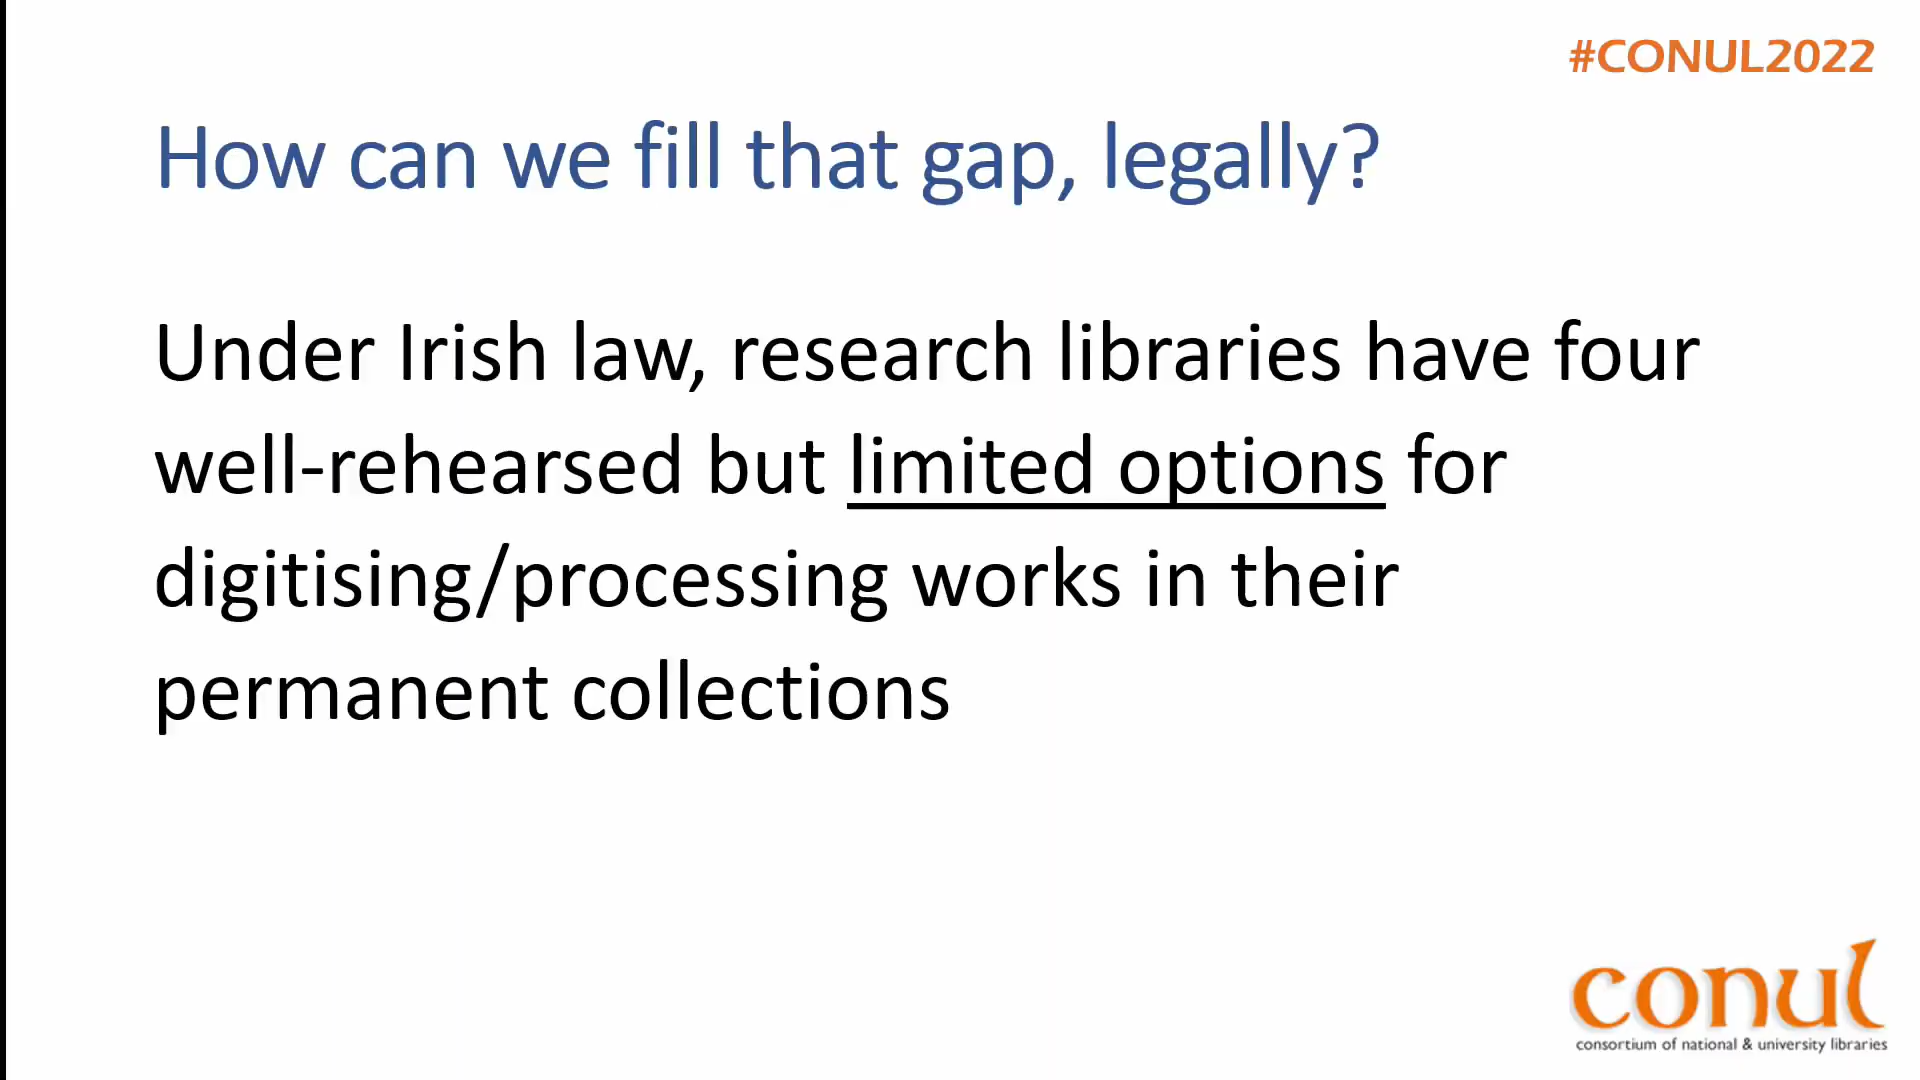 #CONUL2022
How can we fill that gap, legally?
Under Irish law, research libraries have four
well-rehearsed but limited options for
digitising/processing works in their
permanent collections
conul
consortium of national & university libraries